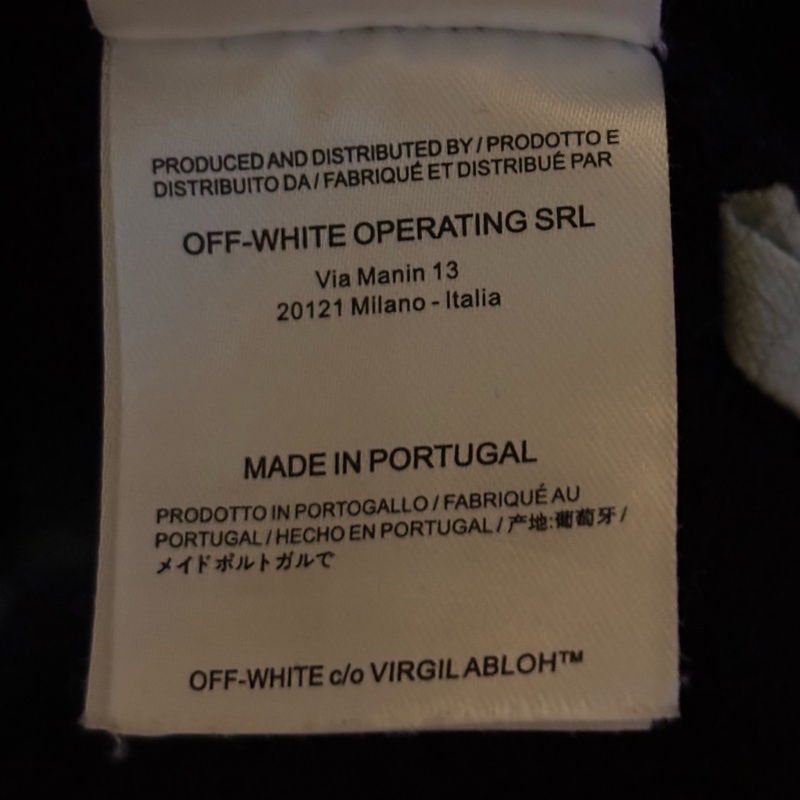 PRODUCED AND DISTRIBUTED BY / PRODOTTO E
DISTRIBUITO DA / FABRIQUÉ ET DISTRIBUÉ PAR
OFF-WHITE OPERATING SRL
Via Manin 13
20121 Milano - Italia
MADE IN PORTUGAL
PRODOTTO IN PORTOGALLO / FABRIQUÉ AU
PORTUGAL / HECHO EN PORTUGAL / 产地:葡萄牙 /
メイドポルトガルで
OFF-WHITE c/o VIRGIL ABLOH™